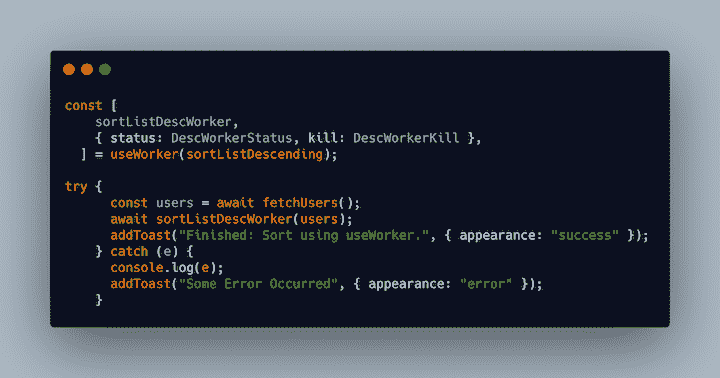 const [
    sortListDescWorker,
    { status: DescWorkerStatus, kill: DescWorkerKill },
  ] = useWorker(sortListDescending);
try {
      const users = await fetchUsers();
      await sortListDescWorker(users);
      addToast("Finished: Sort using useWorker.", { appearance: "success" });
    } catch (e) {
      console.log(e);
      addToast("Some Error Occurred", { appearance: "error" });
    }